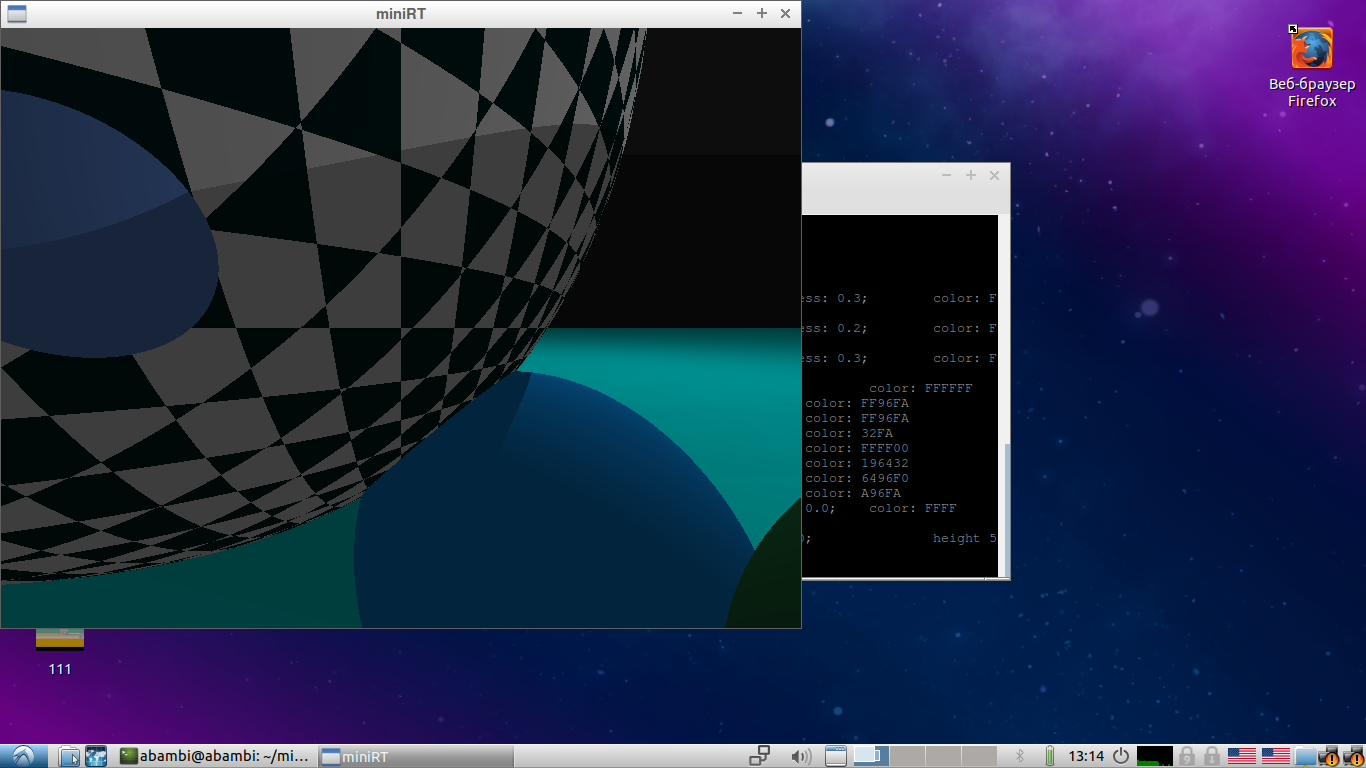 miniRT
Веб-браузер
Firefox
ess: 0.3; color: F
ess: 0.2; color: F
ess: 0.3; color: F
color: FFFFFF
color: FF96FA
color: FF96FA
color: 32FA
color: FFFF00
color: 196432
color: 6496F0
color: A96FA
0.0; color: FFFF
; height 5
111
abambi@abambi: ~/mi...
miniRT
13:14